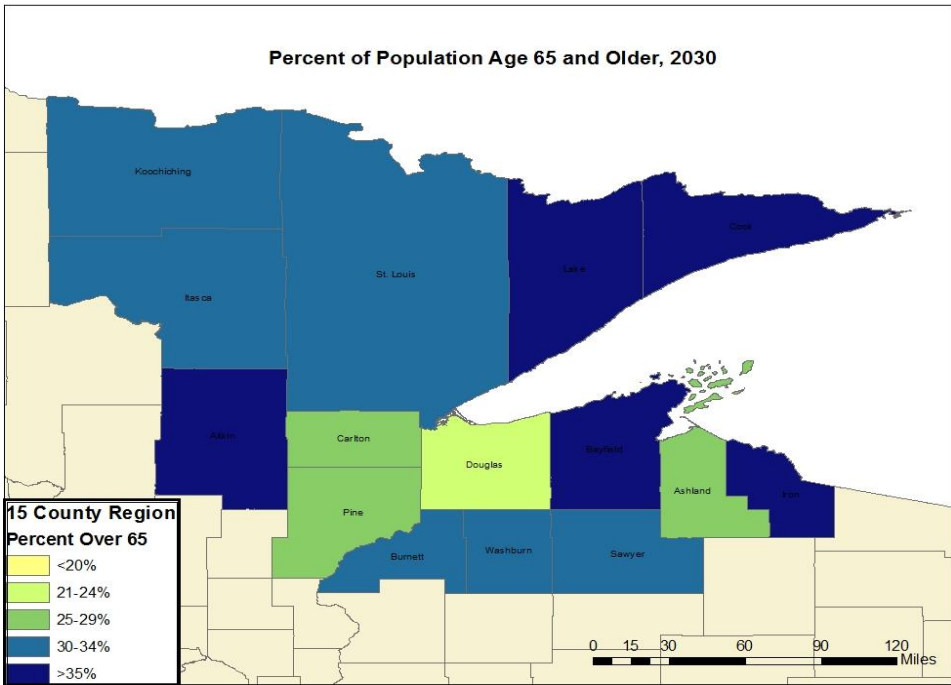 Percent of Population Age 65 and Older, 2030
Koochiching
Itasca
St. Louis
Lake
Cook
Aitkin
Carlton
Pine
Douglas
Bayfield
Ashland
Iron
Burnett
Washburn
Sawyer
15 County Region
Percent Over 65
<20%
21-24%
25-29%
30-34%
>35%
0 15 30 60 90 120
Miles